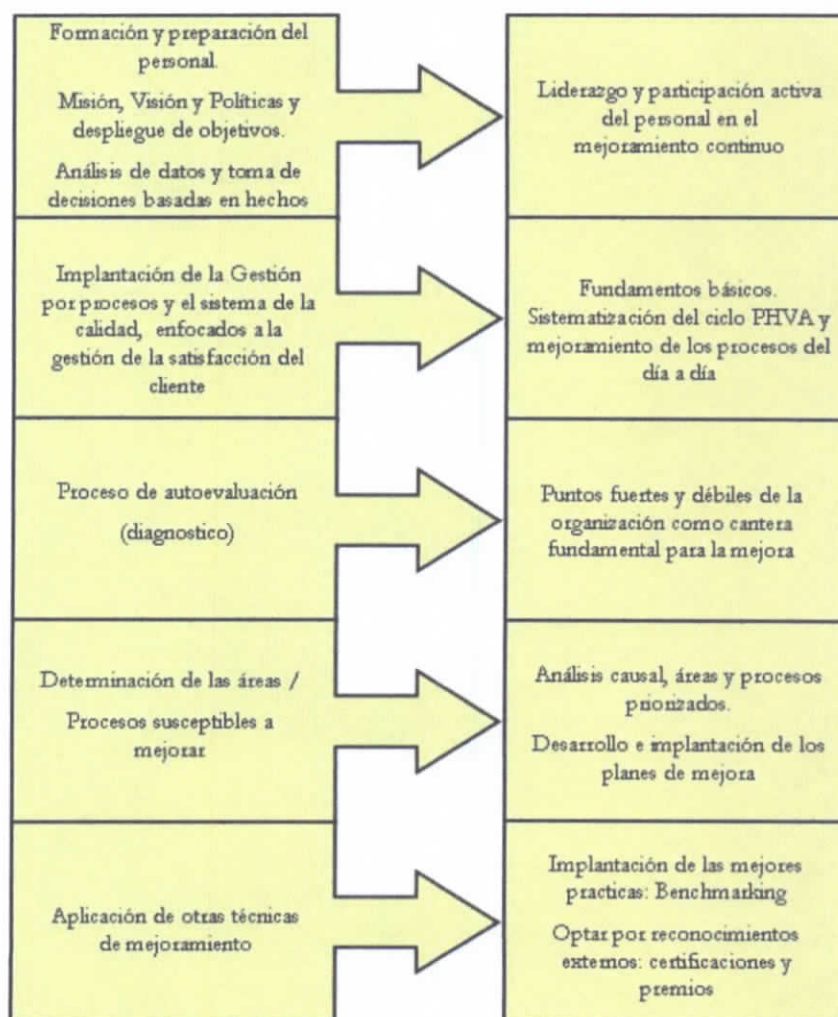 Formación y preparación del
personal.
Misión, Visión y Políticas y
despliegue de objetivos.
Análisis de datos y toma de
decisiones basadas en hechos
Liderazgo y participación activa
del personal en el
mejoramiento continuo
Implantación de la Gestión
por procesos y el sistema de la
calidad, enfocados a la
gestión de la satisfacción del
cliente
Fundamentos básicos.
Sistematización del ciclo PHVA y
mejoramiento de los procesos del
día a día
Proceso de autoevaluación
(diagnostico)
Puntos fuertes y débiles de la
organización como cantera
fundamental para la mejora
Determinación de las áreas /
Procesos susceptibles a
mejorar
Análisis causal, áreas y procesos
priorizados.
Desarrollo e implantación de los
planes de mejora
Aplicación de otras técnicas
de mejoramiento
Implantación de las mejores
practicas: Benchmarking
Optar por reconocimientos
externos: certificaciones y
premios